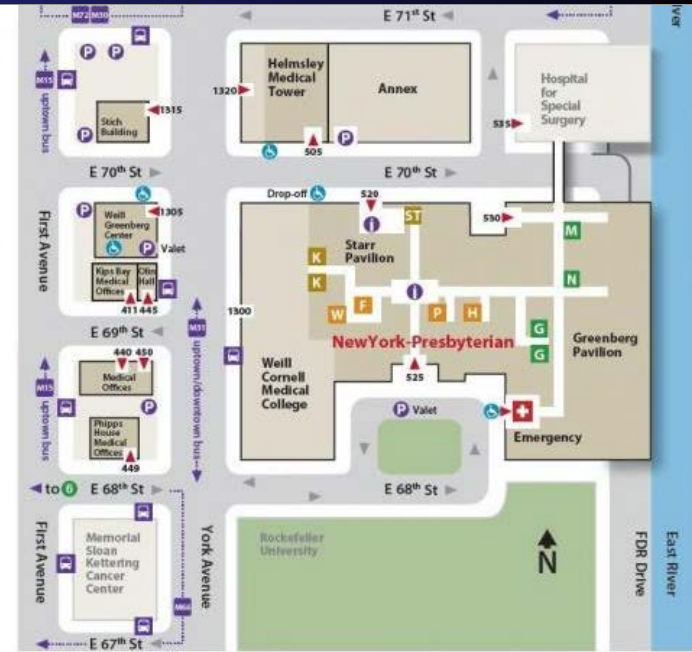 M72 M30
E 71st St
River
M15 uptown bus
P
P P
Stich
Building
1315
Helmsley
Medical
Tower
Annex
1320
505
P
Hospital
for
Special
Surgery
535
E 70th St
E 70th St
First Avenue
P
1305
Weill
Greenberg
Center
P Valet
Kips Bay
Medical
Offices
Olin
Hall
411 445
Drop-off
520
i
ST
530
M
Starr
Pavilion
K
K
i
N
W F P H
G
G
1300
NewYork-Presbyterian
Greenberg
Pavilion
525
E 69th St
M31 uptown/downtown bus
Weill
Cornell
Medical
College
440 450
Medical
Offices
M15 uptown bus
P
Phipps
House
Medical
Offices
449
P Valet
Emergency
to 6 E 68th St
E 68th St
First Avenue
Memorial
Sloan
Kettering
Cancer
Center
York Avenue
M66
Rockefeller
University
N
FDR Drive
East River
E 67th St